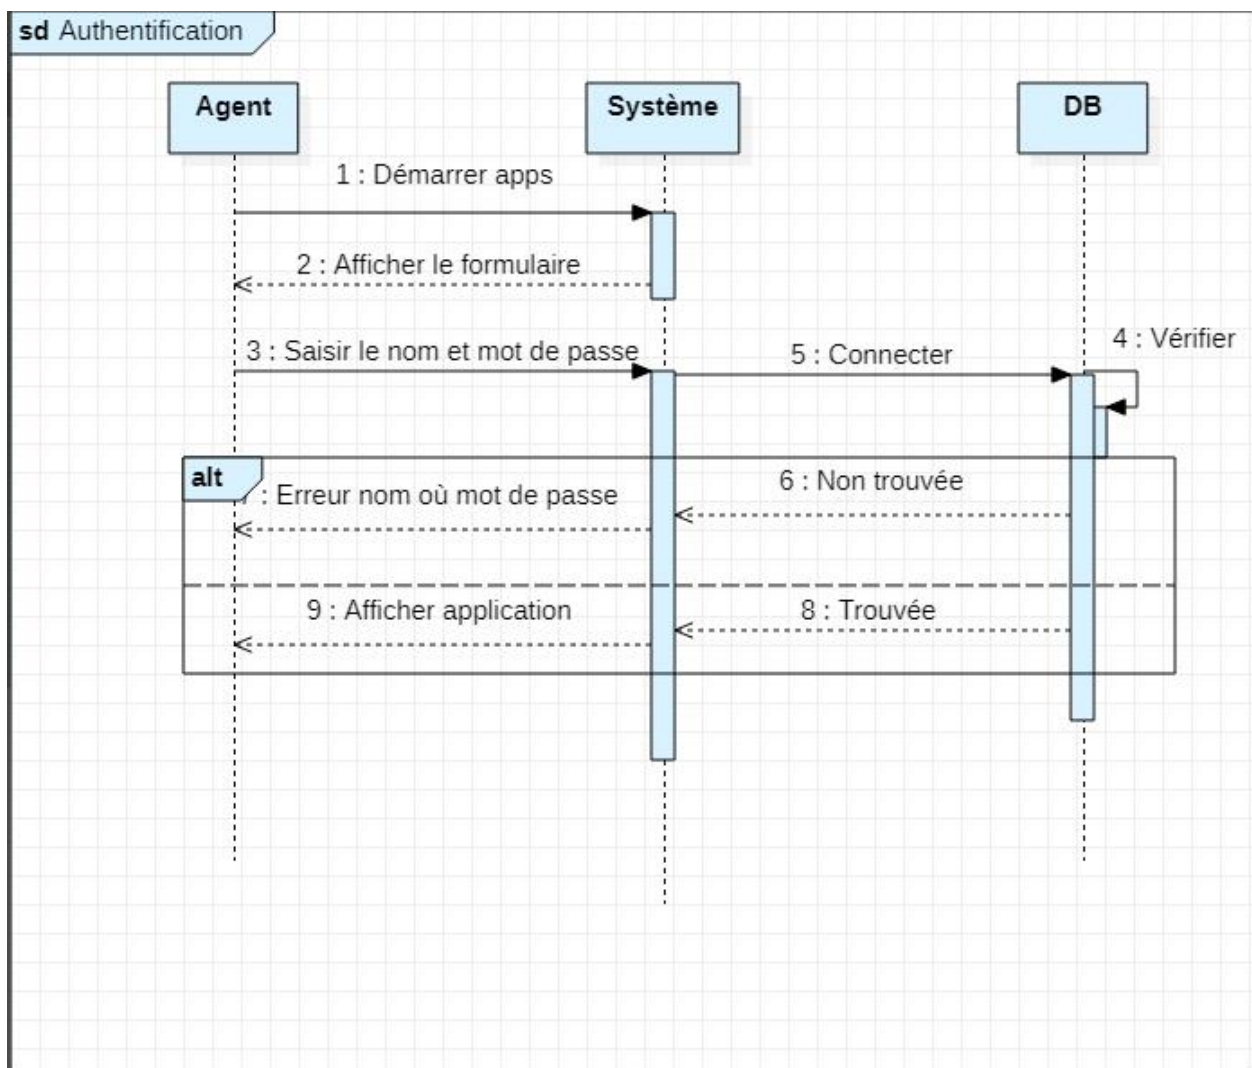 sd Authentification
Agent
Système
DB
1 : Démarrer apps
2 : Afficher le formulaire
4 : Vérifier
3 : Saisir le nom et mot de passe
5 : Connecter
alt
6 : Non trouvée
: Erreur nom où mot de passe
9 : Afficher application
8 : Trouvée